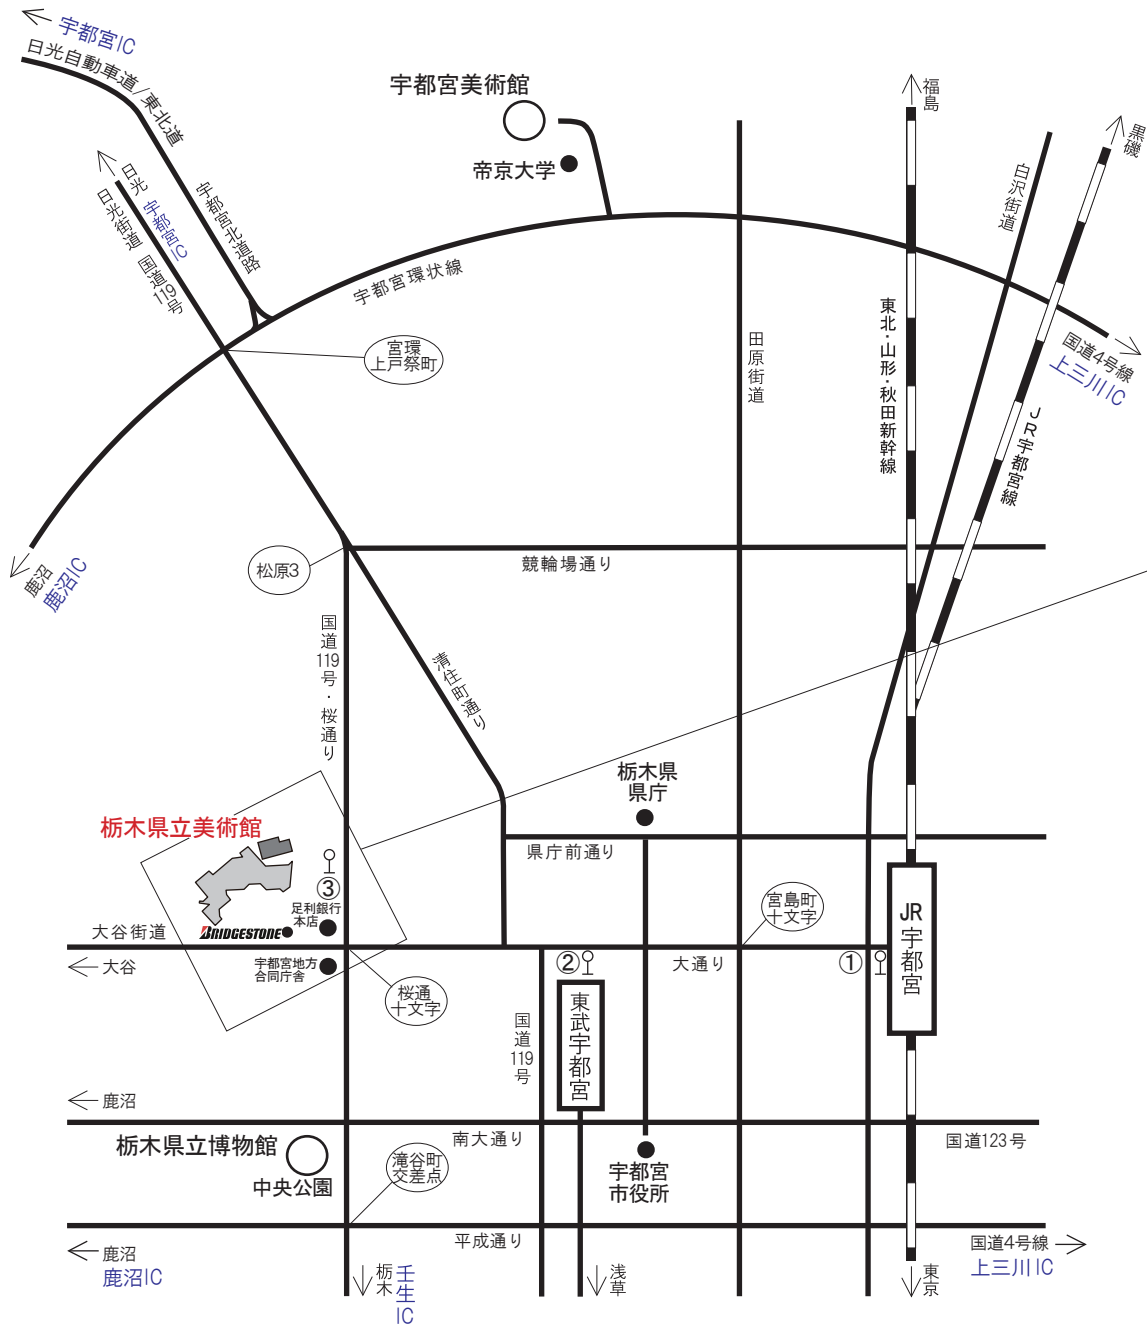 宇都宮IC
日光自動車道/東北道
宇都宮美術館
帝京大学
福島
黒磯
白沢街道
日光
宇都宮IC
日光街道 国道119号
宇都宮北道路
宇都宮環状線
宮環
上戸祭町
田原街道
東北・山形・秋田新幹線
JR宇都宮線
国道4号線
上三川IC
鹿沼
鹿沼IC
松原3
競輪場通り
国道119号・桜通り
清住町通り
栃木県
県庁
県庁前通り
栃木県立美術館
③
足利銀行
本店
BRIDGESTONE
大谷街道
大谷
宇都宮地方
合同庁舎
桜通
十文字
宮島町
十文字
②
大通り
①
JR宇都宮
国道119号
東武宇都宮
鹿沼
南大通り
国道123号
栃木県立博物館
中央公園
滝谷町
交差点
宇都宮
市役所
平成通り
鹿沼
鹿沼IC
栃木
壬生IC
浅草
東京
国道4号線
上三川IC